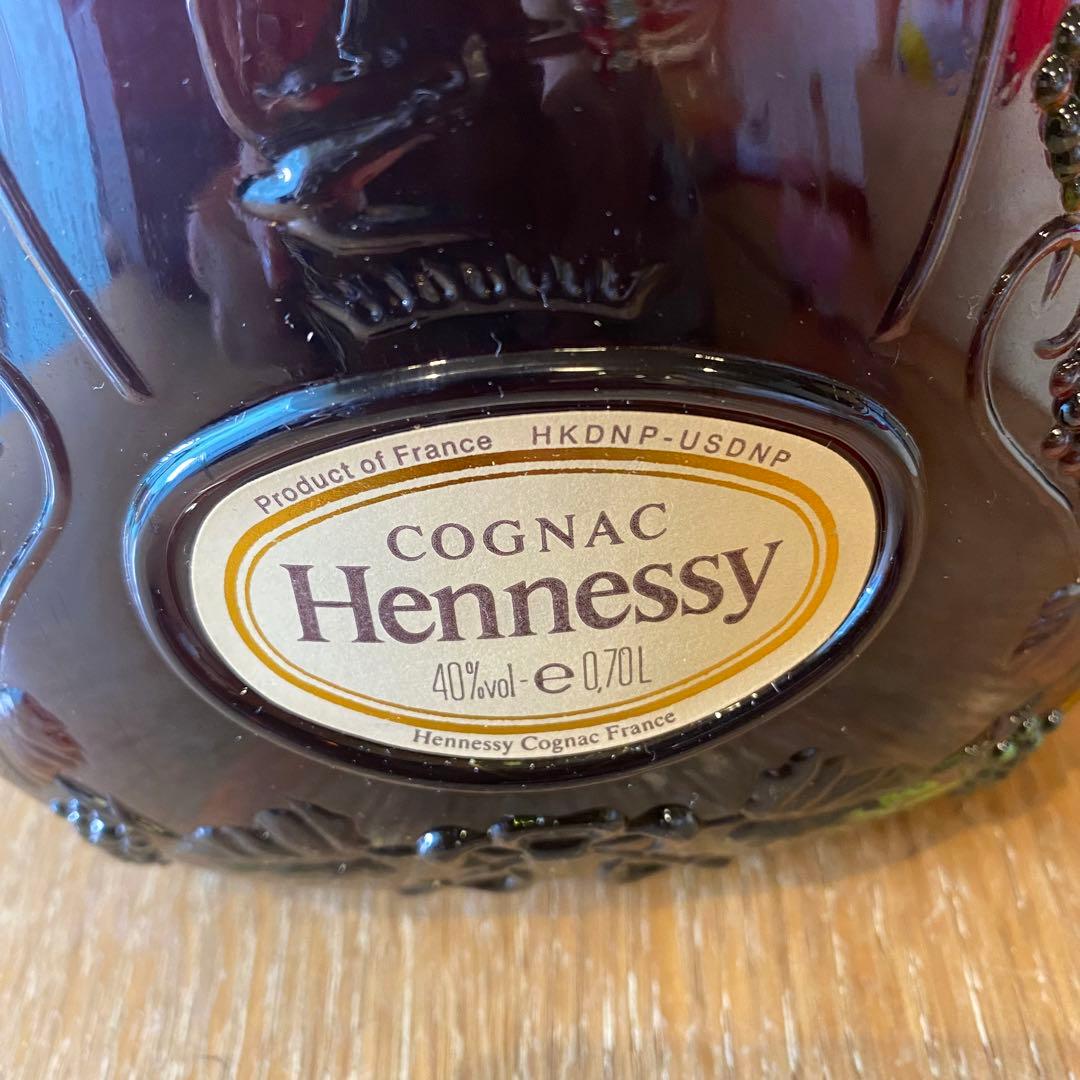 Product of France HKDNP-USDNP
COGNAC
Hennessy
40%vol - e 0,70L
Hennessy Cognac France